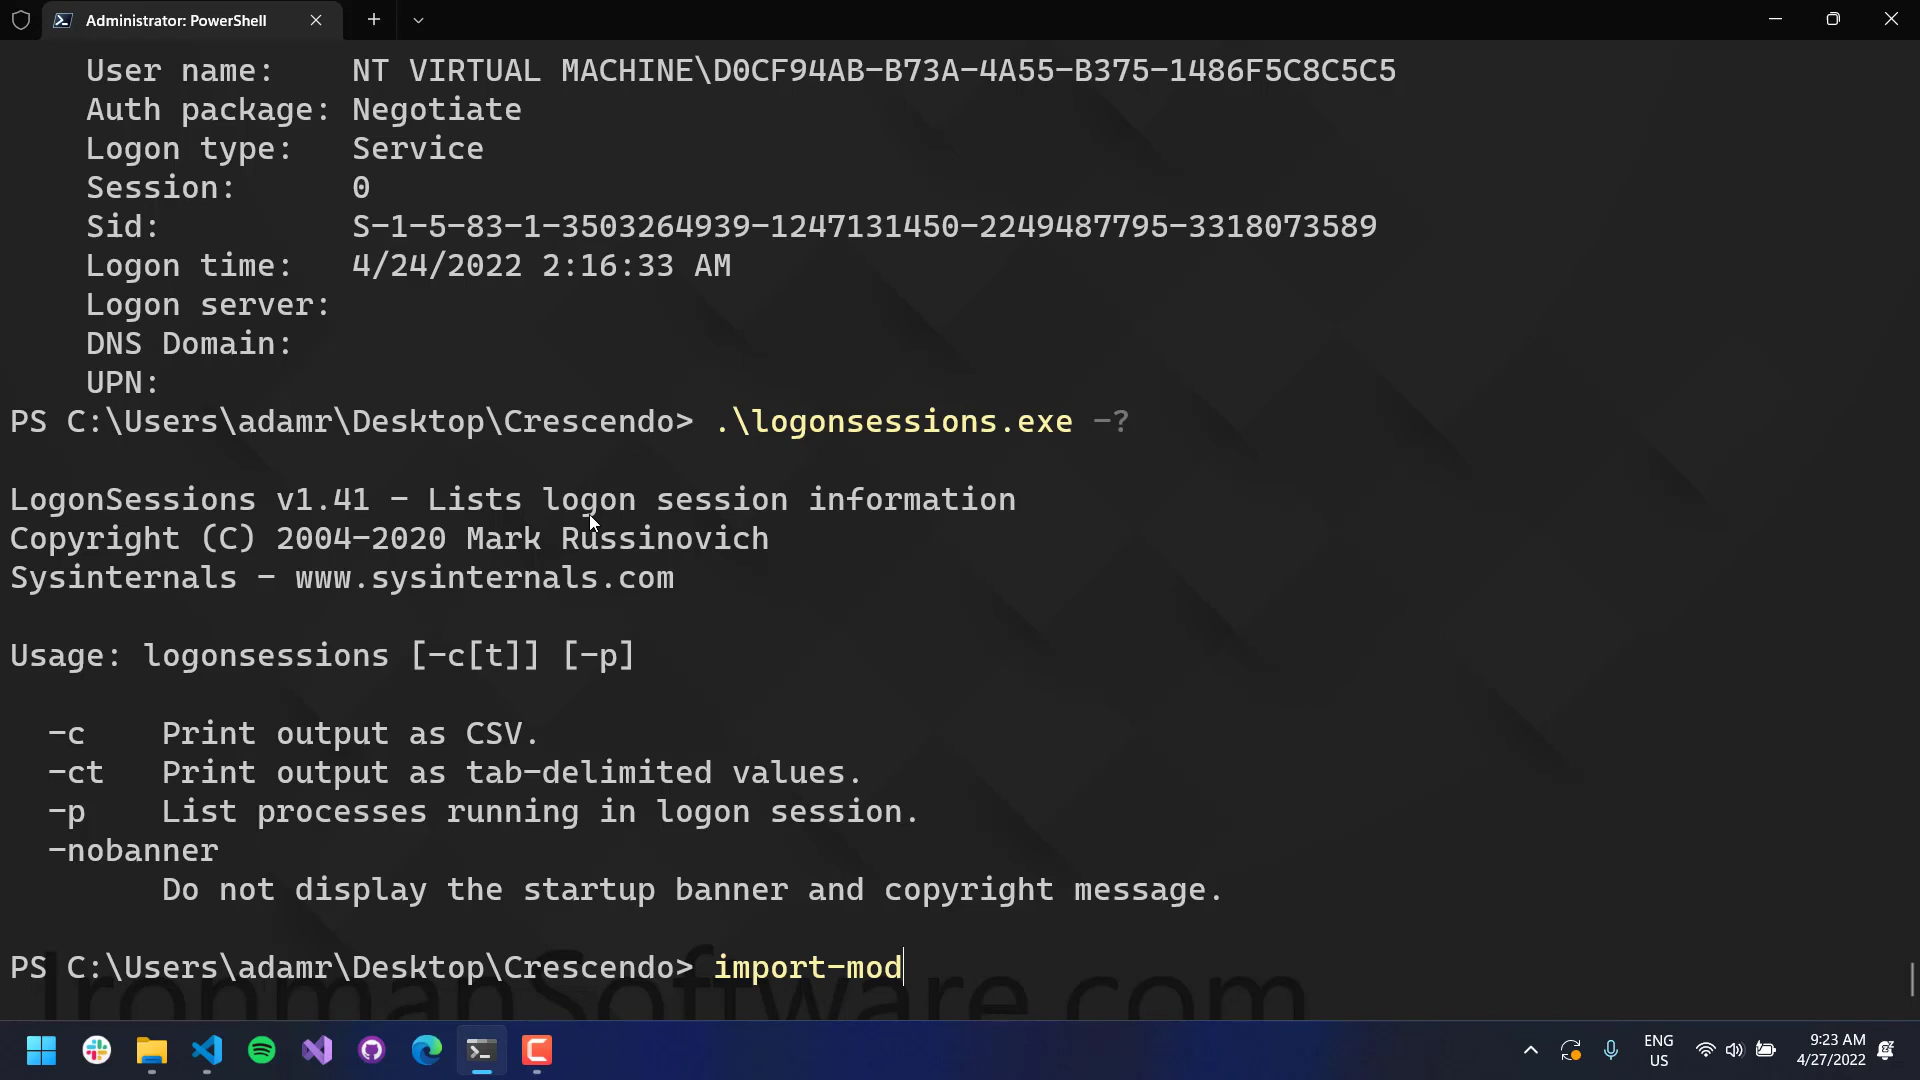 Administrator: PowerShell
User name: NT VIRTUAL MACHINE\D0CF94AB-B73A-4A55-B375-1486F5C8C5C5
Auth package: Negotiate
Logon type: Service
Session: 0
Sid: S-1-5-83-1-3503264939-1247131450-2249487795-3318073589
Logon time: 4/24/2022 2:16:33 AM
Logon server:
DNS Domain:
UPN:
PS C:\Users\adamr\Desktop\Crescendo> .\logonsessions.exe -?
LogonSessions v1.41 - Lists logon session information
Copyright (C) 2004-2020 Mark Russinovich
Sysinternals - www.sysinternals.com
Usage: logonsessions [-c[t]] [-p]
-c Print output as CSV.
-ct Print output as tab-delimited values.
-p List processes running in logon session.
-nobanner
Do not display the startup banner and copyright message.
PS C:\Users\adamr\Desktop\Crescendo> import-mod
IronmanSoftware.com
ENG
US
9:23 AM
4/27/2022